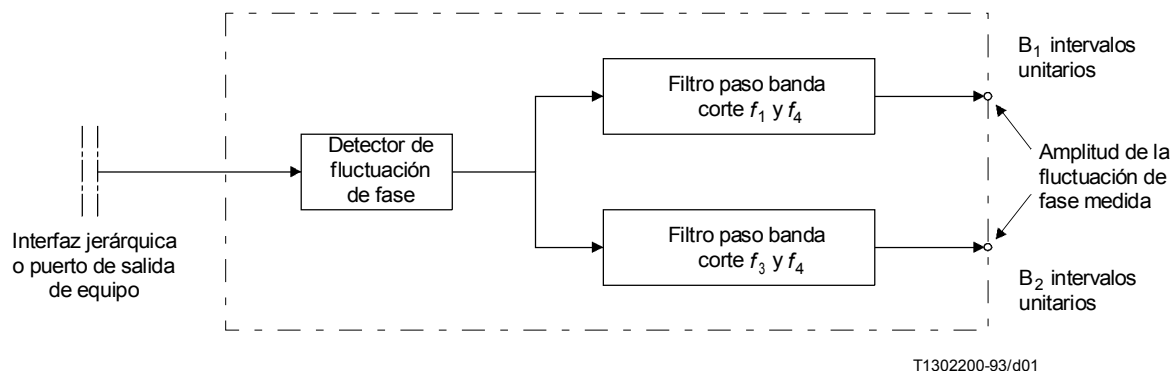 B1 intervalos
unitarios
Filtro paso banda
corte f1 y f4
Detector de
fluctuación
de fase
Amplitud de la
fluctuación de
fase medida
Interfaz jerárquica
o puerto de salida
de equipo
Filtro paso banda
corte f3 y f4
B2 intervalos
unitarios
T1302200-93/d01